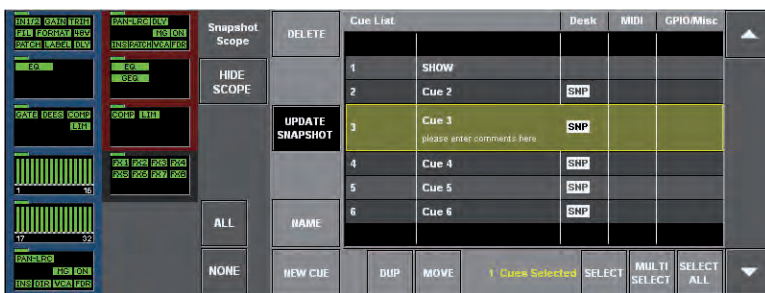 IN1/2 GAIN TRIM
FIL FORMAT 48V
PATCH LABEL DLY
EQ
GATE DEES COMP
LIM
1 16
17 32
PAN+LRC
MG ON
INS DIR VCA FDR
PAN+LRC DLY
MG ON
INS PATCH VCA FDR
EQ
GEQ
COMP LIM
FX1 FX2 FX3 FX4
FX5 FX6 FX7 FX8
Snapshot
Scope
HIDE
SCOPE
ALL
NONE
DELETE
UPDATE
SNAPSHOT
NAME
NEW CUE
Cue List Desk MIDI GPIO/Misc
1 SHOW
2 Cue 2 SNP
3 Cue 3 SNP
please enter comments here
4 Cue 4 SNP
5 Cue 5 SNP
6 Cue 6 SNP
DUP MOVE 1 Cues Selected SELECT
MULTI
SELECT
SELECT
ALL